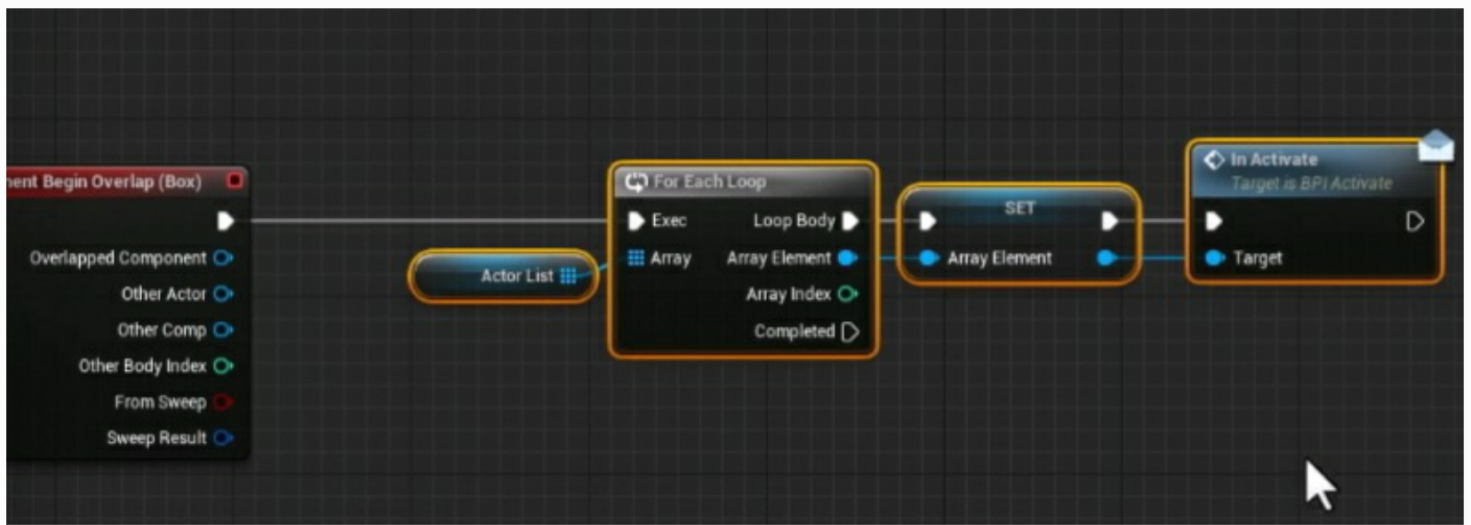 nent Begin Overlap (Box)
Overlapped Component
Other Actor
Other Comp
Other Body Index
From Sweep
Sweep Result
Actor List
For Each Loop
Exec
Loop Body
Array
Array Element
Array Index
Completed
SET
Array Element
In Activate
Target is BPI Activate
Target